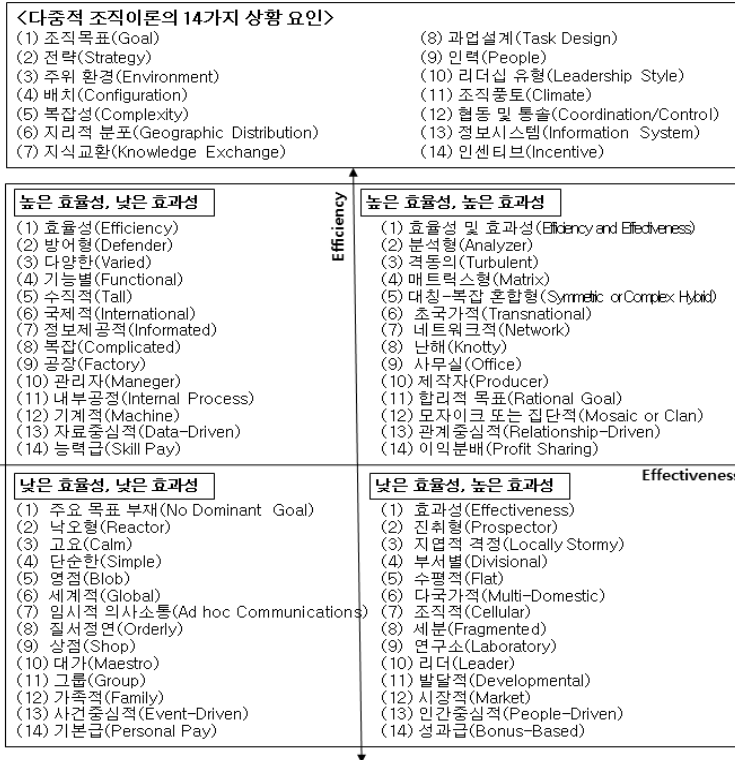 <다중적 조직이론의 14가지 상황 요인>
(1) 조직목표(Goal)
(2) 전략(Strategy)
(3) 주위 환경(Environment)
(4) 배치(Configuration)
(5) 복잡성(Complexity)
(6) 지리적 분포(Geographic Distribution)
(7) 지식교환(Knowledge Exchange)
(8) 과업설계(Task Design)
(9) 인력(People)
(10) 리더십 유형(Leadership Style)
(11) 조직풍토(Climate)
(12) 협동 및 통솔(Coordination/Control)
(13) 정보시스템(Information System)
(14) 인센티브(Incentive)
Efficiency
높은 효율성, 낮은 효과성
(1) 효율성(Efficiency)
(2) 방어형(Defender)
(3) 다양한(Varied)
(4) 기능별(Functional)
(5) 수직적(Tall)
(6) 국제적(International)
(7) 정보제공적(Informated)
(8) 복잡(Complicated)
(9) 공장(Factory)
(10) 관리자(Maneger)
(11) 내부공정(Internal Process)
(12) 기계적(Machine)
(13) 자료중심적(Data-Driven)
(14) 능력급(Skill Pay)
높은 효율성, 높은 효과성
(1) 효율성 및 효과성(Efficiency and Effectiveness)
(2) 분석형(Analyzer)
(3) 격동의(Turbulent)
(4) 매트릭스형(Matrix)
(5) 대칭-복잡 혼합형(Symmetric or Complex Hybrid)
(6) 초국가적(Transnational)
(7) 네트워크적(Network)
(8) 난해(Knotty)
(9) 사무실(Office)
(10) 제작자(Producer)
(11) 합리적 목표(Rational Goal)
(12) 모자이크 또는 집단적(Mosaic or Clan)
(13) 관계중심적(Relationship-Driven)
(14) 이익분배(Profit Sharing)
Effectiveness
낮은 효율성, 낮은 효과성
(1) 주요 목표 부재(No Dominant Goal)
(2) 낙오형(Reactor)
(3) 고요(Calm)
(4) 단순한(Simple)
(5) 영점(Blob)
(6) 세계적(Global)
(7) 임시적 의사소통(Ad hoc Communications)
(8) 질서정연(Orderly)
(9) 상점(Shop)
(10) 대가(Maestro)
(11) 그룹(Group)
(12) 가족적(Family)
(13) 사건중심적(Event-Driven)
(14) 기본급(Personal Pay)
낮은 효율성, 높은 효과성
(1) 효과성(Effectiveness)
(2) 진취형(Prospector)
(3) 지엽적 격정(Locally Stormy)
(4) 부서별(Divisional)
(5) 수평적(Flat)
(6) 다국가적(Multi-Domestic)
(7) 조직적(Cellular)
(8) 세분(Fragmented)
(9) 연구소(Laboratory)
(10) 리더(Leader)
(11) 발달적(Developmental)
(12) 시장적(Market)
(13) 인간중심적(People-Driven)
(14) 성과급(Bonus-Based)